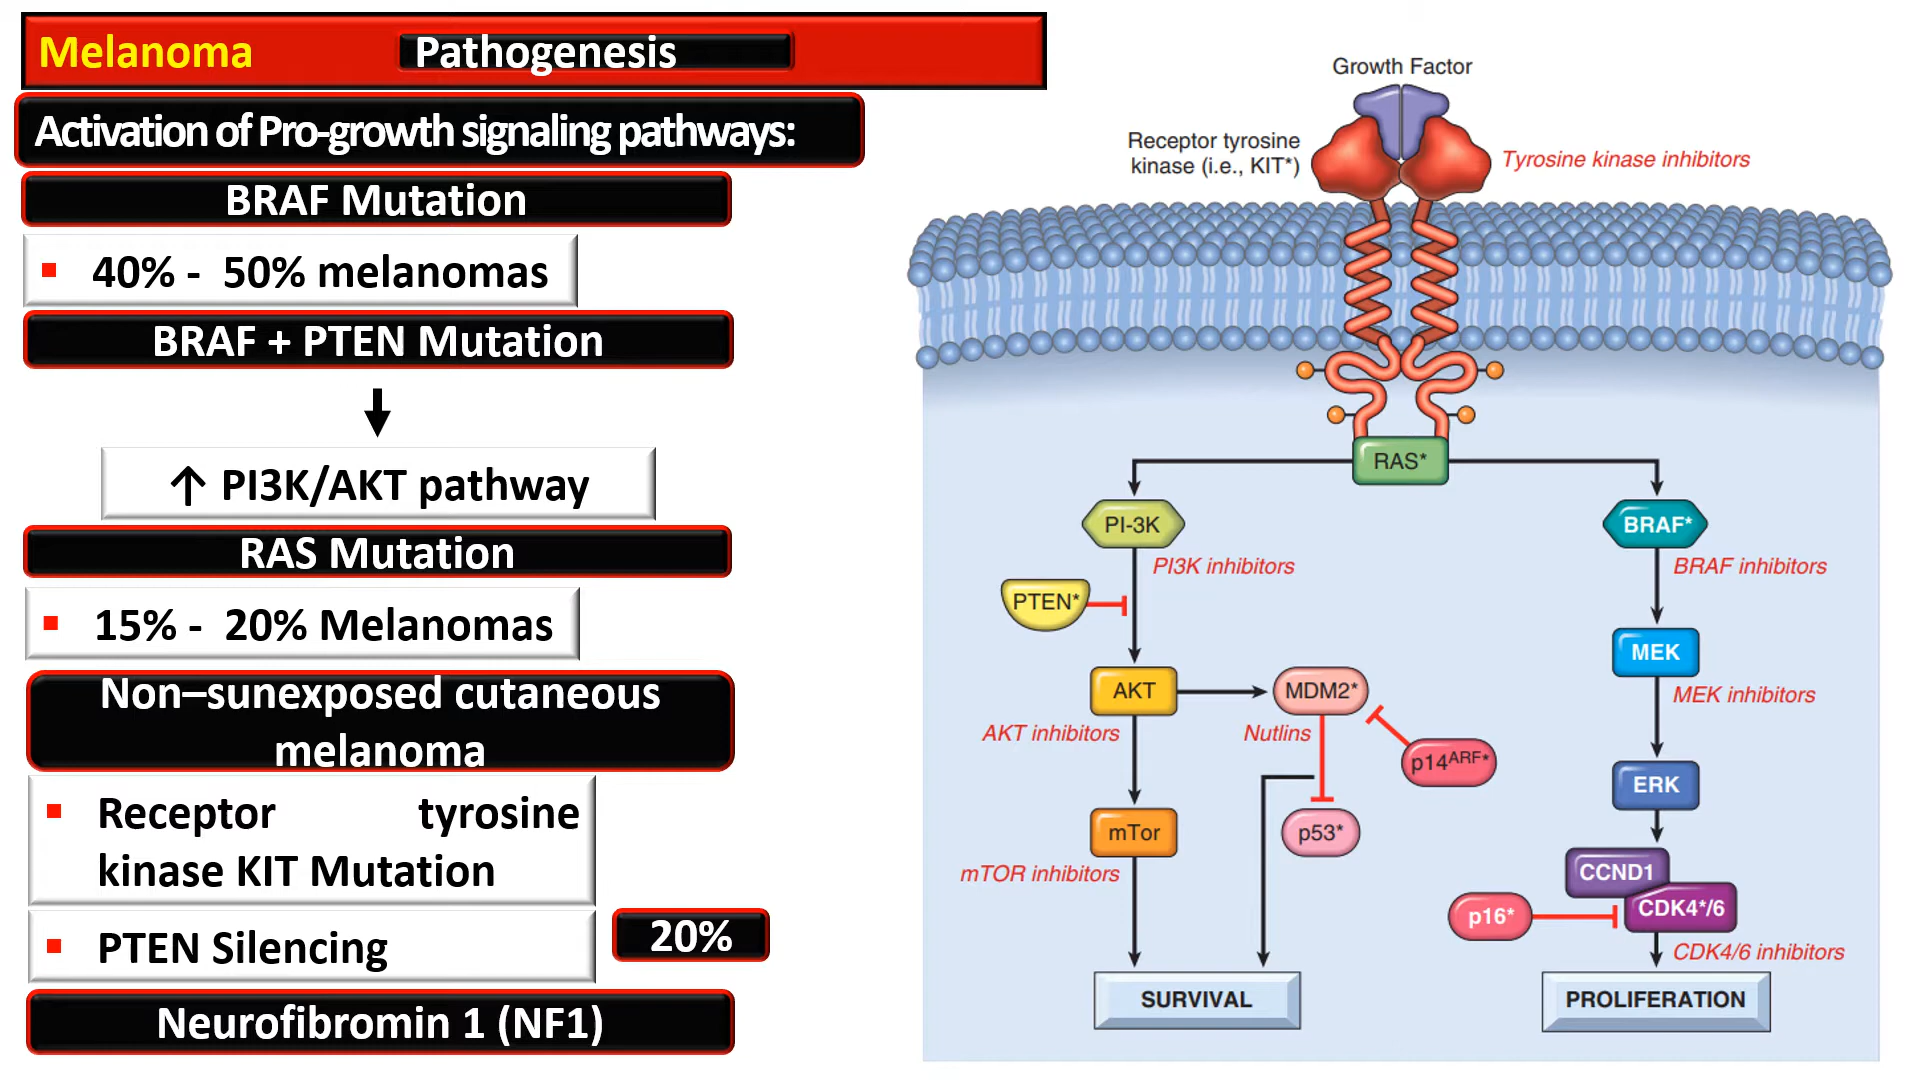 Melanoma Pathogenesis
Activation of Pro-growth signaling pathways:
BRAF Mutation
▪ 40% - 50% melanomas
BRAF + PTEN Mutation
↑ PI3K/AKT pathway
RAS Mutation
▪ 15% - 20% Melanomas
Non–sunexposed cutaneous
melanoma
▪ Receptor tyrosine
kinase KIT Mutation
▪ PTEN Silencing
20%
Neurofibromin 1 (NF1)
Growth Factor
Receptor tyrosine
kinase (i.e., KIT*)
Tyrosine kinase inhibitors
RAS*
PI-3K
BRAF*
PI3K inhibitors
BRAF inhibitors
PTEN*
MEK
MEK inhibitors
AKT
MDM2*
AKT inhibitors
Nutlins
p14ARF*
ERK
mTor
p53*
mTOR inhibitors
CCND1
CDK4*/6
p16*
CDK4/6 inhibitors
SURVIVAL
PROLIFERATION